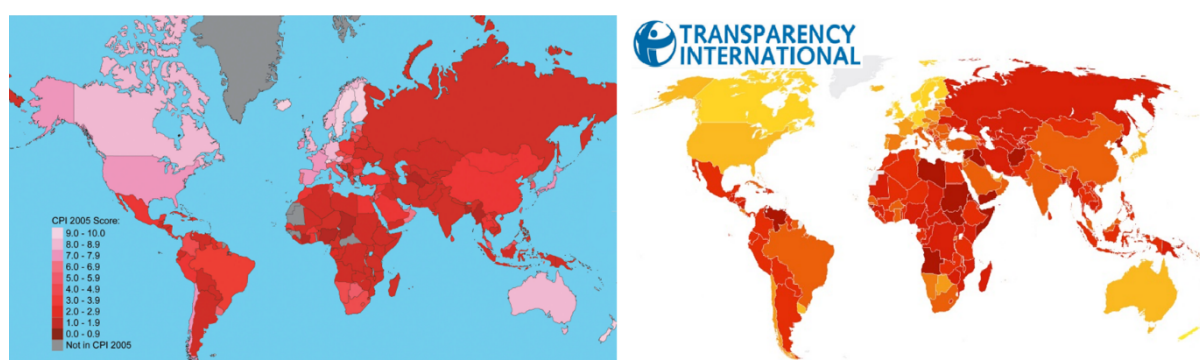 CPI 2005 Score:
9.0 - 10.0
8.0 - 8.9
7.0 - 7.9
6.0 - 6.9
5.0 - 5.9
4.0 - 4.9
3.0 - 3.9
2.0 - 2.9
1.0 - 1.9
0.0 - 0.9
Not in CPI 2005
TRANSPARENCY
INTERNATIONAL